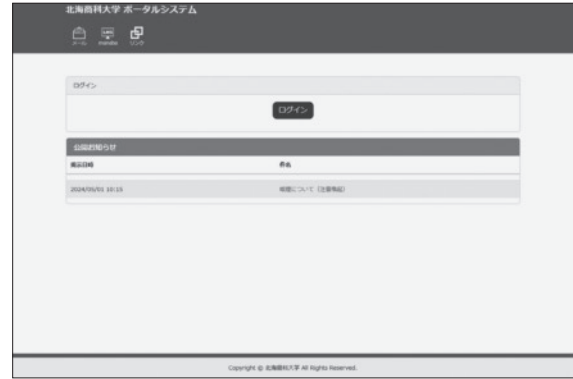 北海商科大学 ポータルシステム
メール manaba リンク
ログイン
ログイン
公開お知らせ
掲示日時 件名
2024/05/01 10:15
Copyright © 北海商科大学 All Rights Reserved.